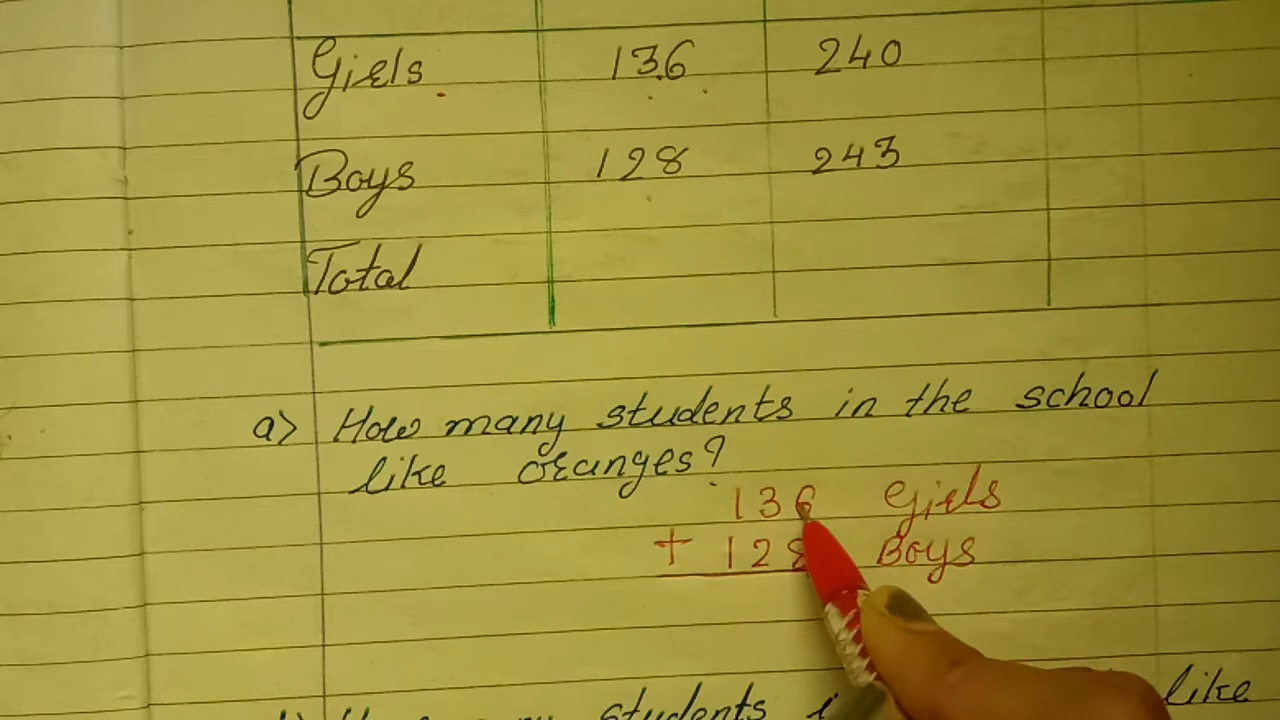 Girls 136 240
Boys 128 243
Total
a) How many students in the school
like oranges?
136 Girls
+ 128 Boys
students like